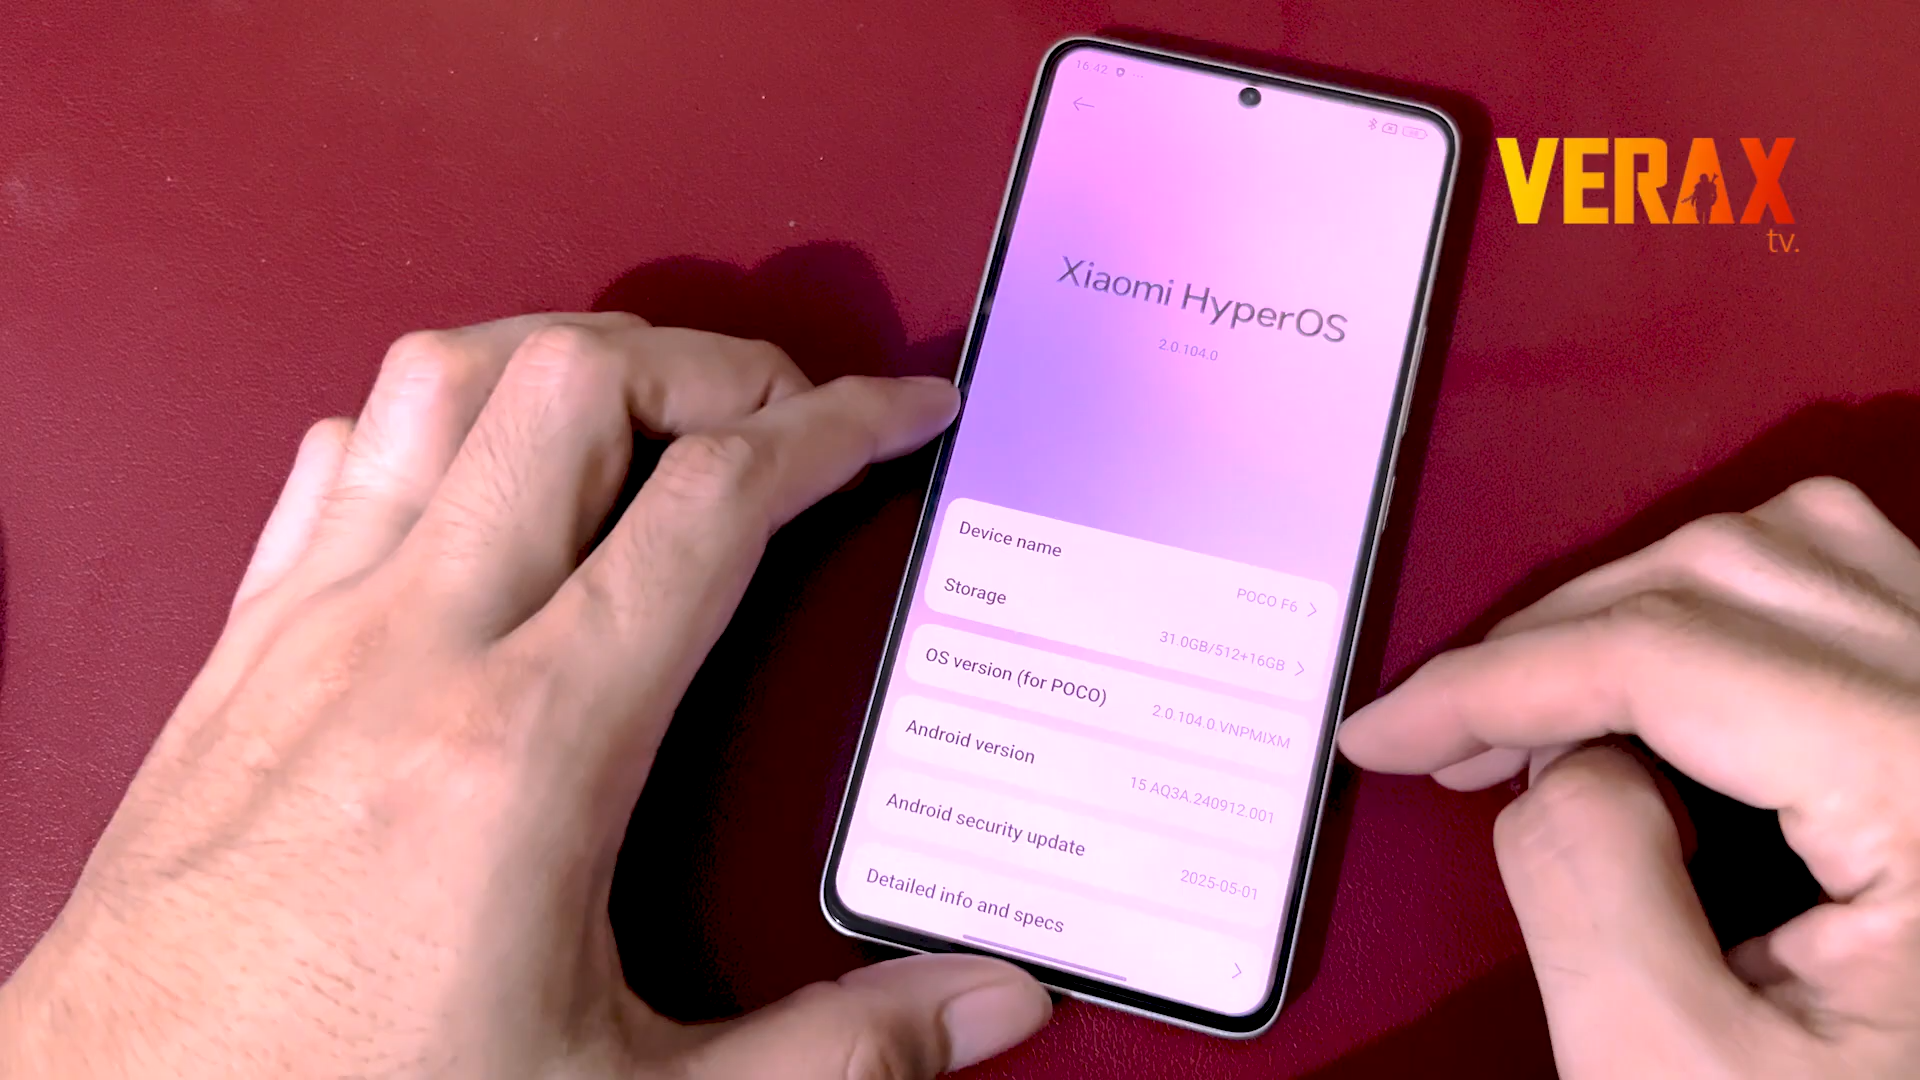 16:42
VERAX
tv.
Xiaomi HyperOS
2.0.104.0
Device name
POCO F6
Storage
31.0GB/512+16GB
OS version (for POCO)
2.0.104.0.VNPMIXM
Android version
15 AQ3A.240912.001
Android security update
2025-05-01
Detailed info and specs